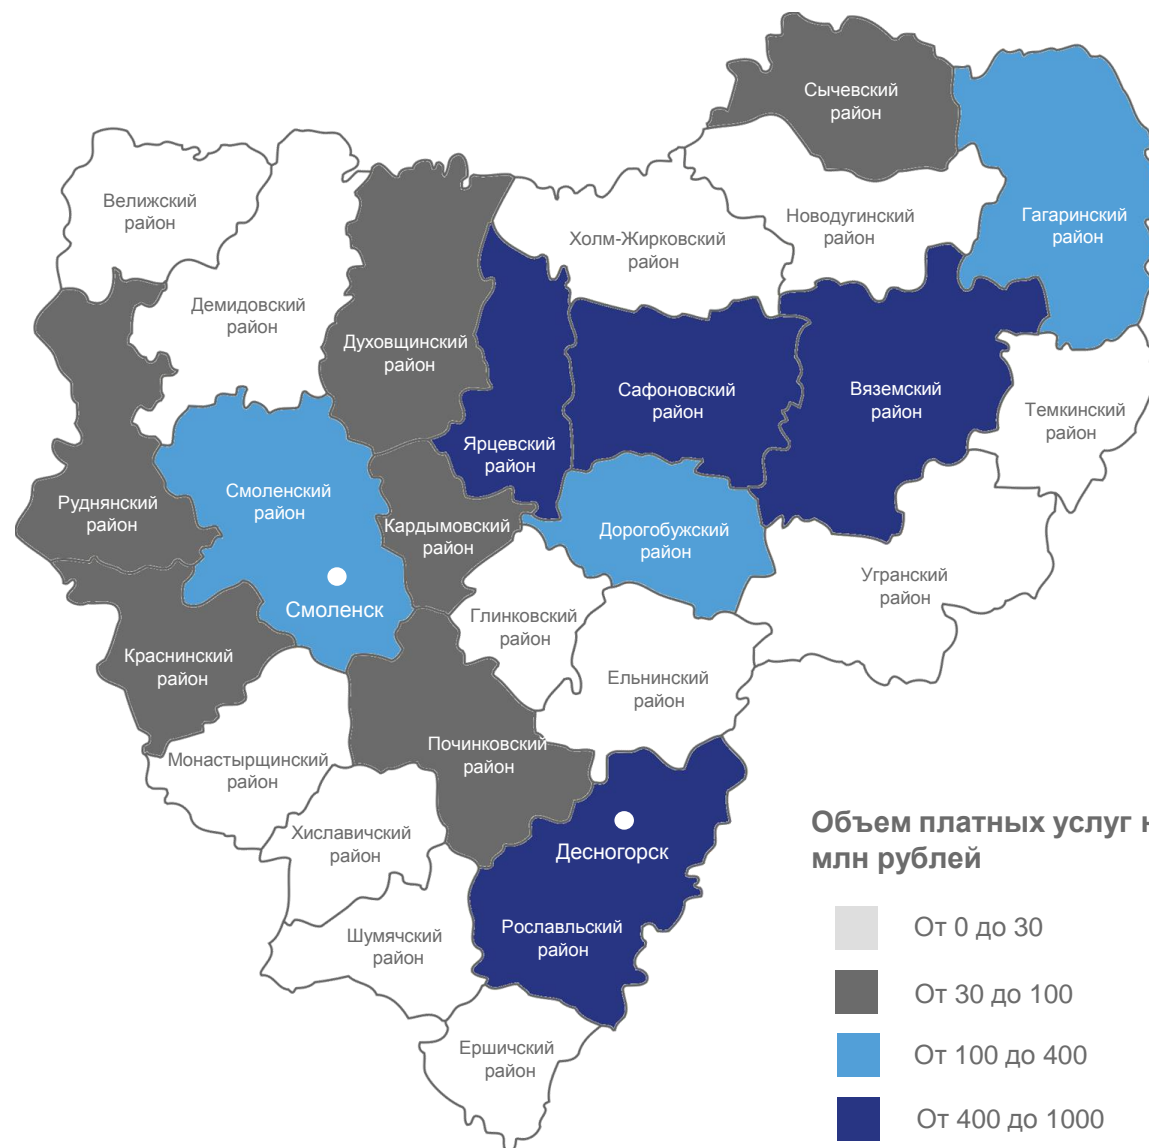 Сычевский
район
Велижский
район
Новодугинский
район
Гагаринский
район
Холм-Жирковский
район
Демидовский
район
Духовщинский
район
Сафоновский
район
Вяземский
район
Темкинский
район
Ярцевский
район
Смоленский
район
Руднянский
район
Кардымовский
район
Дорогобужский
район
Угранский
район
Смоленск
Глинковский
район
Краснинский
район
Ельнинский
район
Починковский
район
Монастырщинский
район
Хиславичский
район
Десногорск
Рославльский
район
Шумячский
район
Ершичский
район
Объем платных услуг
млн рублей
От 0 до 30
От 30 до 100
От 100 до 400
От 400 до 1000